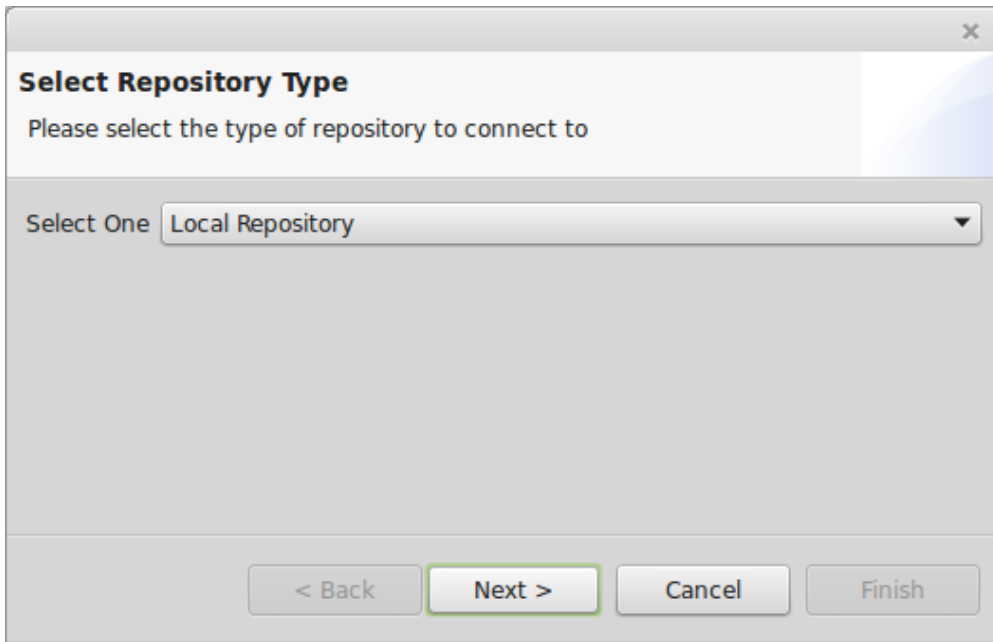 Select Repository Type
Please select the type of repository to connect to
Select One Local Repository
< Back Next > Cancel Finish